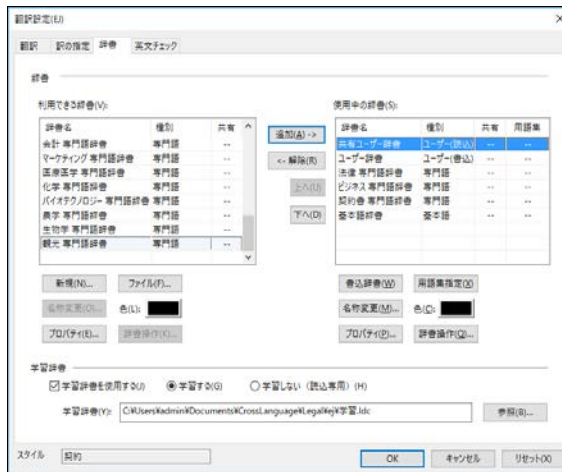 翻訳設定(EJ)
翻訳 訳の指定 辞書 英文チェック
辞書
利用できる辞書(V): 使用中の辞書(S):
辞書名 種別 共有
会計 専門語辞書 専門語 --
マーケティング 専門語辞書 専門語 --
医療医学 専門語辞書 専門語 --
化学 専門語辞書 専門語 --
バイオテクノロジー 専門語辞書 専門語 --
農学 専門語辞書 専門語 --
生物学 専門語辞書 専門語 --
観光 専門語辞書 専門語 --
追加(A) ->
<- 解除(R)
上へ(U)
下へ(D)
辞書名 種別 共有 用語集
共有ユーザー辞書 ユーザー(読込) -- --
ユーザー辞書 ユーザー(書込) -- --
法律 専門語辞書 専門語 -- --
ビジネス 専門語辞書 専門語 -- --
契約書 専門語辞書 専門語 -- --
基本語辞書 基本語 -- --
新規(N)... ファイル(F)... 書込辞書(W) 用語集指定(X)
名称変更(O)... 色(L): 名称変更(M)... 色(C):
プロパティ(E)... 辞書操作(K)... プロパティ(P)... 辞書操作(Q)...
学習辞書
学習辞書を使用する(J) 学習する(G) 学習しない（読込専用）(H)
学習辞書(Y): C:¥Users¥admin¥Documents¥CrossLanguage¥Legal¥ej¥学習.ldc 参照(B)...
スタイル 契約 OK キャンセル リセット(X)